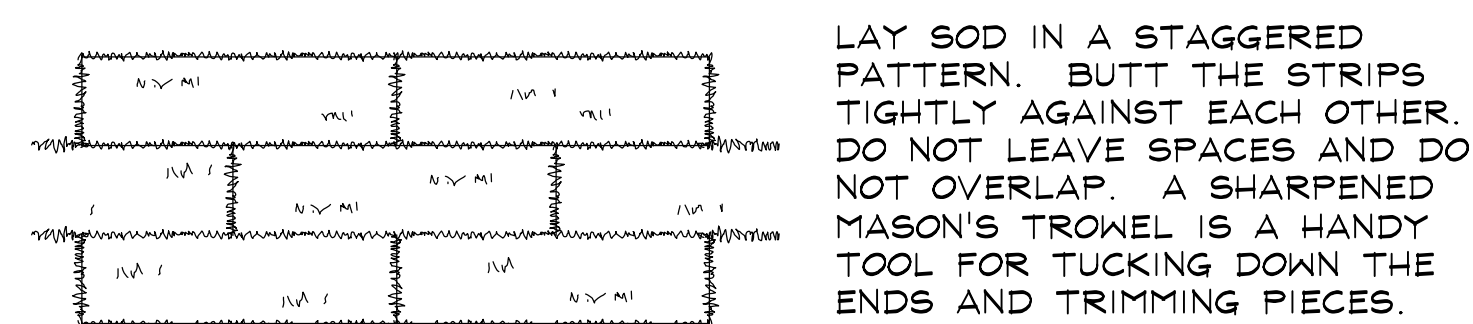 LAY SOD IN A STAGGERED
PATTERN. BUTT THE STRIPS
TIGHTLY AGAINST EACH OTHER.
DO NOT LEAVE SPACES AND DO
NOT OVERLAP. A SHARPENED
MASON'S TROWEL IS A HANDY
TOOL FOR TUCKING DOWN THE
ENDS AND TRIMMING PIECES.